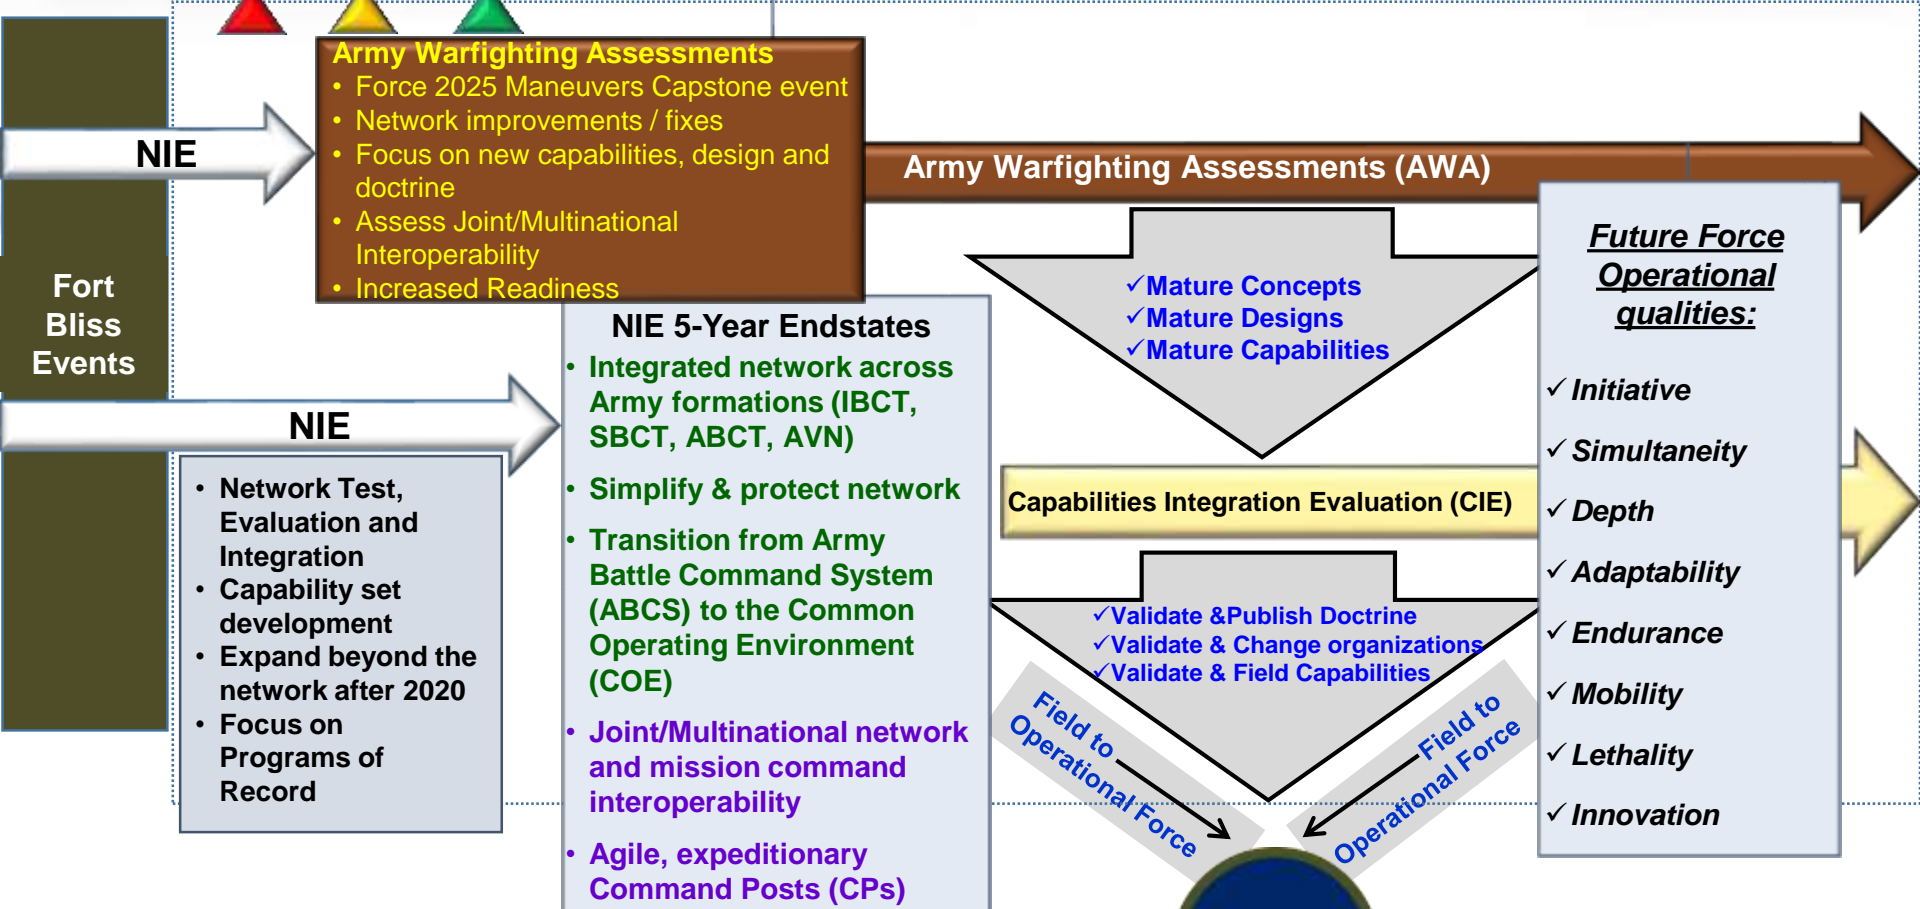 Army Warfighting Assessments
• Force 2025 Maneuvers Capstone event
• Network improvements / fixes
• Focus on new capabilities, design and
doctrine
• Assess Joint/Multinational
Interoperability
• Increased Readiness
NIE
Army Warfighting Assessments (AWA)
Fort
Bliss
Events
NIE
• Network Test,
Evaluation and
Integration
• Capability set
development
• Expand beyond the
network after 2020
• Focus on
Programs of
Record
NIE 5-Year Endstates
• Integrated network across
Army formations (IBCT,
SBCT, ABCT, AVN)
• Simplify & protect network
• Transition from Army
Battle Command System
(ABCS) to the Common
Operating Environment
(COE)
• Joint/Multinational network
and mission command
interoperability
• Agile, expeditionary
Command Posts (CPs)
✓Mature Concepts
✓Mature Designs
✓Mature Capabilities
Capabilities Integration Evaluation (CIE)
✓Validate &Publish Doctrine
✓Validate & Change organizations
✓Validate & Field Capabilities
Field to
Operational Force
Field to
Operational Force
Future Force
Operational
qualities:
✓Initiative
✓Simultaneity
✓Depth
✓Adaptability
✓Endurance
✓Mobility
✓Lethality
✓Innovation